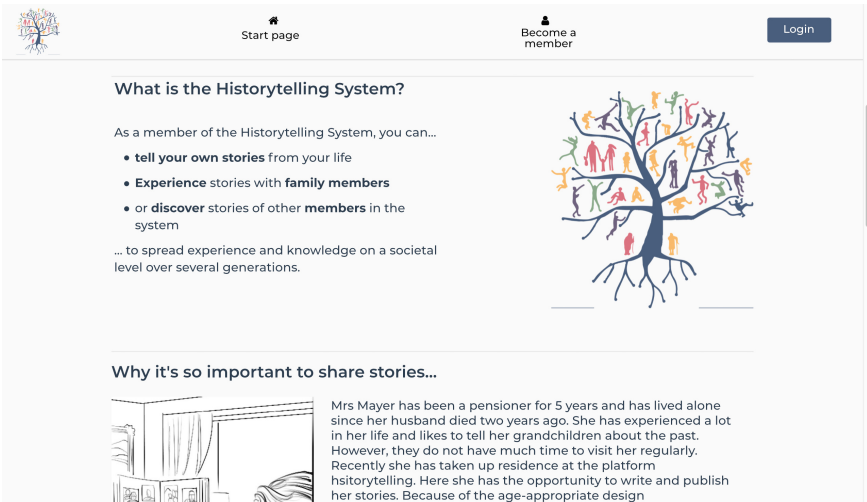 Start page
Become a
member
Login
What is the Historytelling System?
As a member of the Historytelling System, you can...
• tell your own stories from your life
• Experience stories with family members
• or discover stories of other members in the
system
... to spread experience and knowledge on a societal
level over several generations.
Why it's so important to share stories...
Mrs Mayer has been a pensioner for 5 years and has lived alone
since her husband died two years ago. She has experienced a lot
in her life and likes to tell her grandchildren about the past.
However, they do not have much time to visit her regularly.
Recently she has taken up residence at the platform
hsitorytelling. Here she has the opportunity to write and publish
her stories. Because of the age-appropriate design